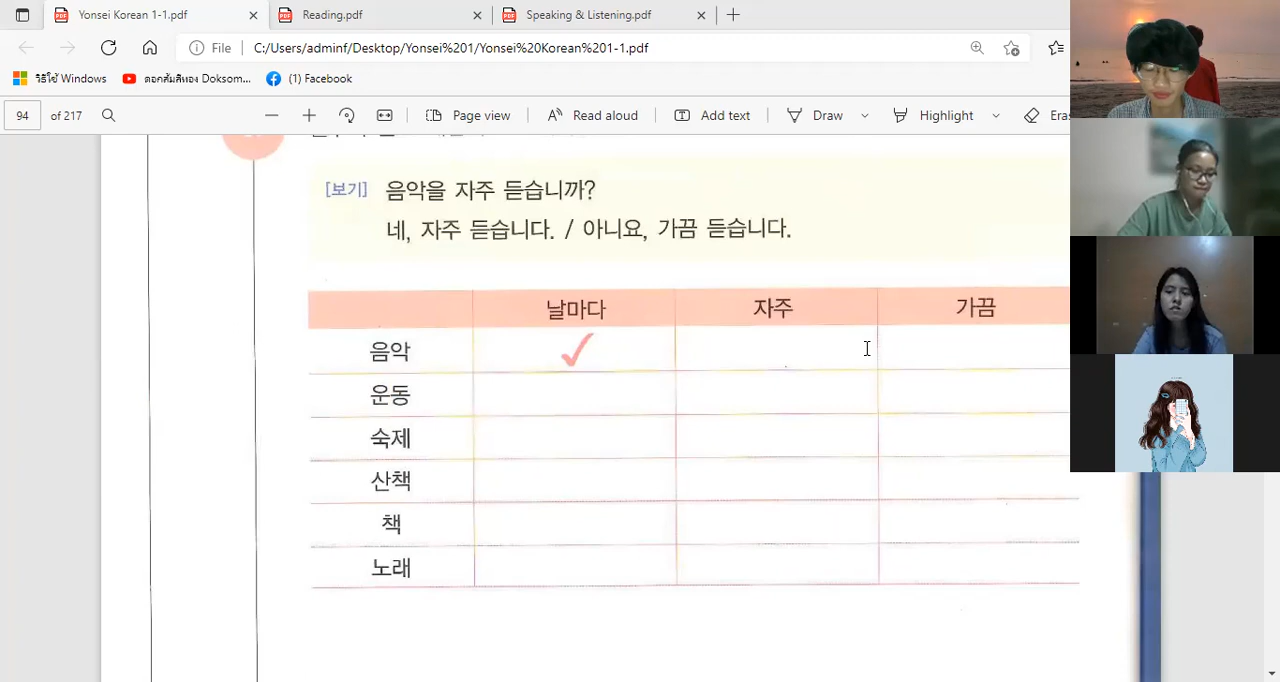 Yonsei Korean 1-1.pdf
Reading.pdf
Speaking & Listening.pdf
File C:/Users/adminf/Desktop/Yonsei%201/Yonsei%20Korean%201-1.pdf
วิธีใช้ Windows ดอกส้มสีทอง Doksom... (1) Facebook
94 of 217 Page view Read aloud Add text Draw Highlight Era
[보기] 음악을 자주 듣습니까?
네, 자주 듣습니다. / 아니요, 가끔 듣습니다.
날마다 자주 가끔
음악
운동
숙제
산책
책
노래